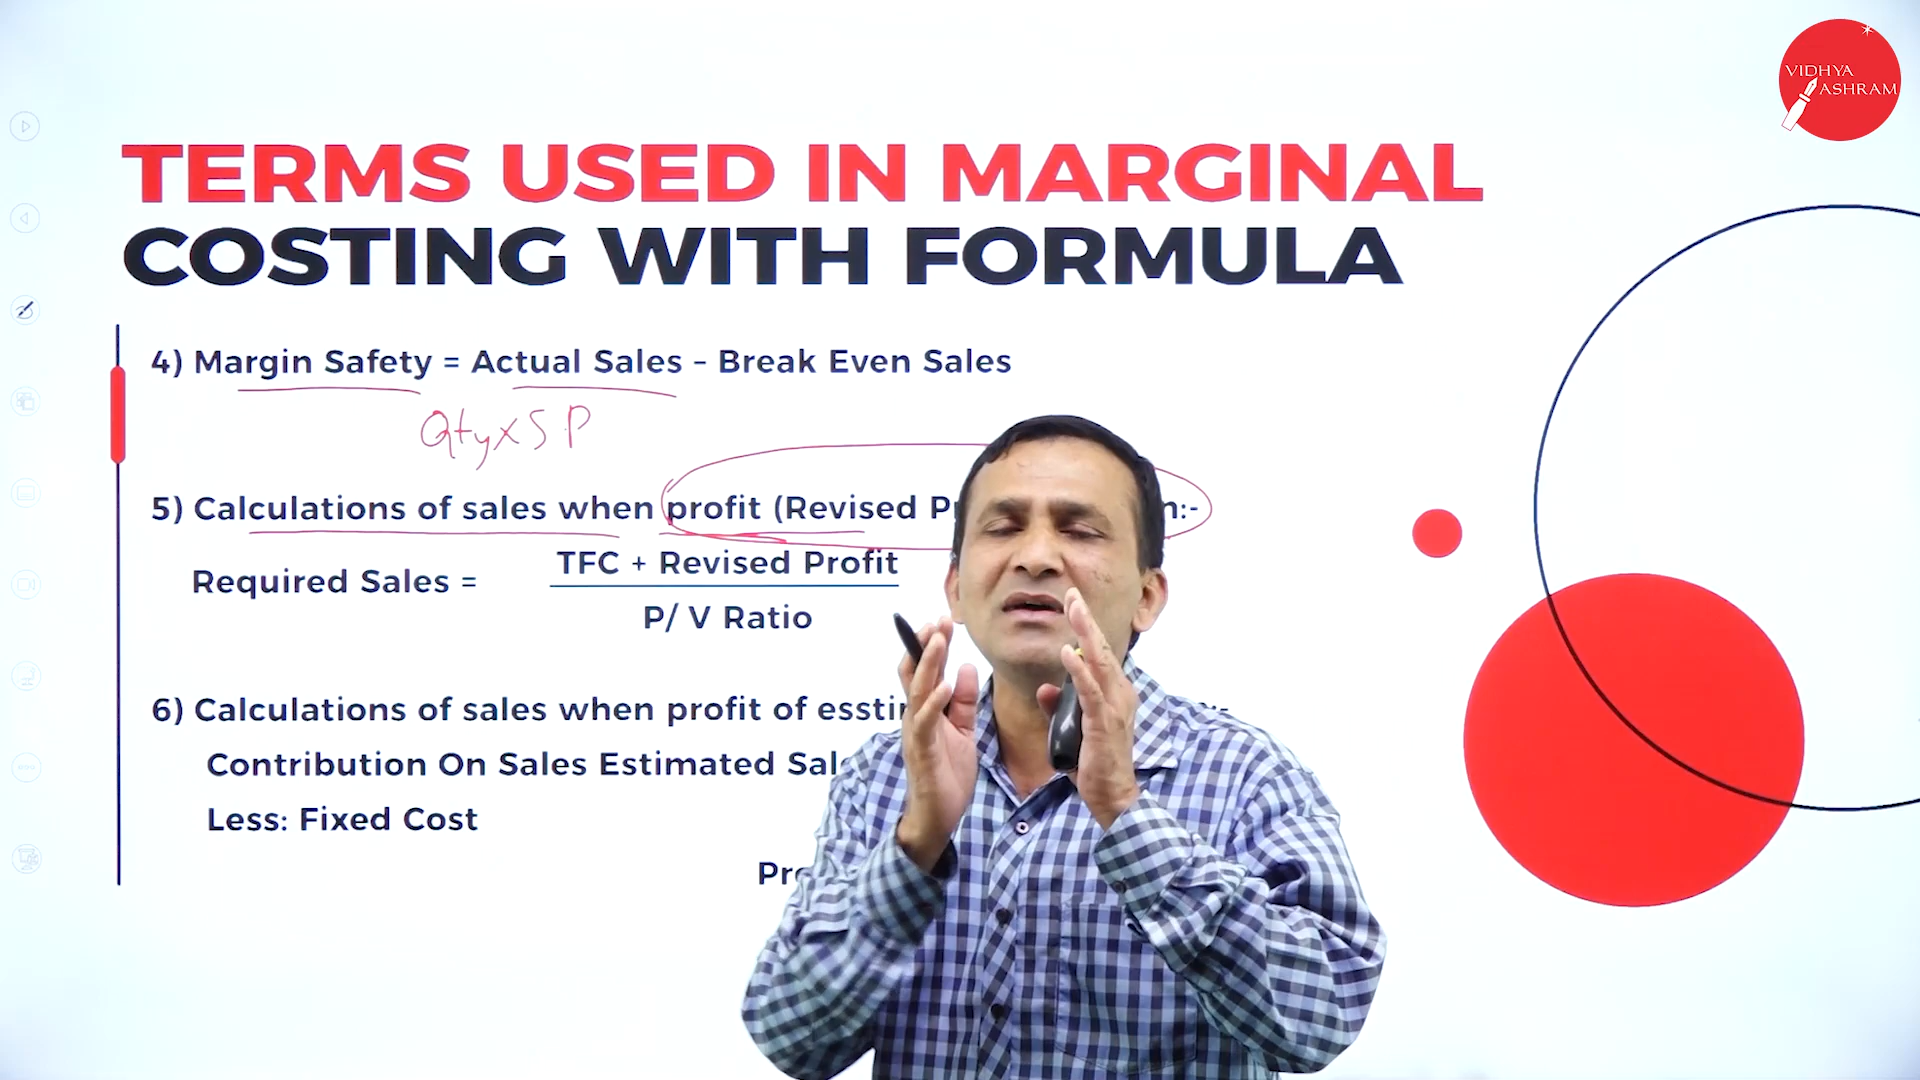 VIDHYA
ASHRAM
TERMS USED IN MARGINAL
COSTING WITH FORMULA
4) Margin Safety = Actual Sales - Break Even Sales
Qty x S P
5) Calculations of sales when profit (Revised :-
TFC + Revised Profit
Required Sales =
P/ V Ratio
6) Calculations of sales when profit of :-
Contribution On Sales Estimated
Less: Fixed Cost